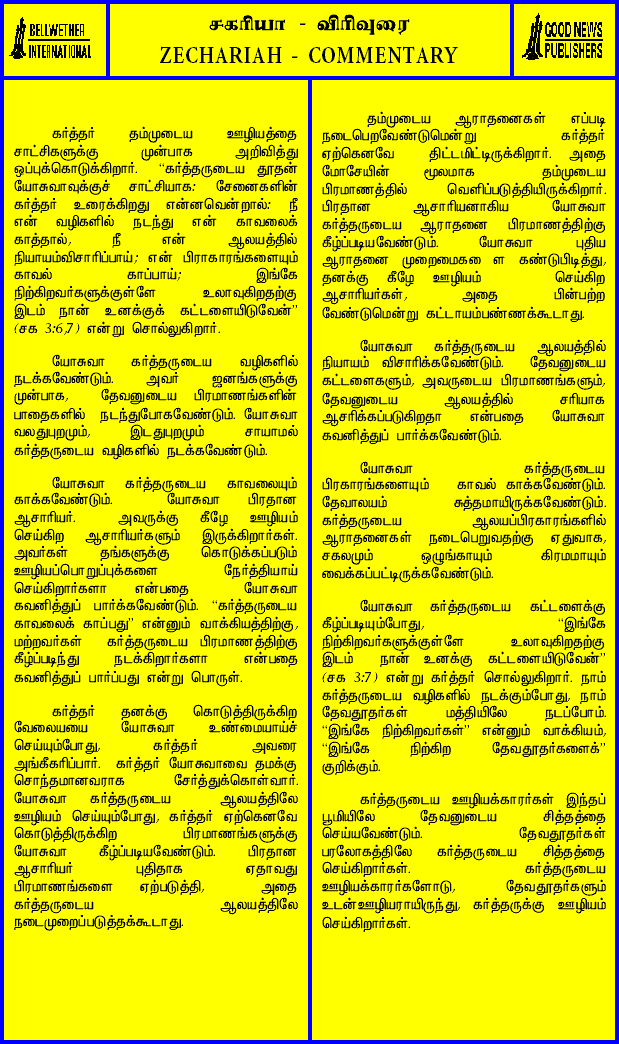 BELLWETHER
INTERNATIONAL
சகரியா - விரிவுரை
ZECHARIAH - COMMENTARY
GOOD NEWS
PUBLISHERS
கர்த்தர் தம்முடைய ஊழியத்தை
சாட்சிகளுக்கு முன்பாக அறிவித்து
ஒப்புக்கொடுக்கிறார். “கர்த்தருடைய தூதன்
யோசுவாவுக்குச் சாட்சியாக: சேனைகளின்
கர்த்தர் உரைக்கிறது என்னவென்றால்: நீ
என் வழிகளில் நடந்து என் காவலைக்
காத்தால், நீ என் ஆலயத்தில்
நியாயம்விசாரிப்பாய்; என் பிராகாரங்களையும்
காவல் காப்பாய்; இங்கே
நிற்கிறவர்களுக்குள்ளே உலாவுகிறதற்கு
இடம் நான் உனக்குக் கட்டளையிடுவேன்”
(சக 3:6,7) என்று சொல்லுகிறார்.
யோசுவா கர்த்தருடைய வழிகளில்
நடக்கவேண்டும். அவர் ஜனங்களுக்கு
முன்பாக, தேவனுடைய பிரமாணங்களின்
பாதைகளில் நடந்துபோகவேண்டும். யோசுவா
வலதுபுறமும், இடதுபுறமும் சாயாமல்
கர்த்தருடைய வழிகளில் நடக்கவேண்டும்.
யோசுவா கர்த்தருடைய காவலையும்
காக்கவேண்டும். யோசுவா பிரதான
ஆசாரியர். அவருக்கு கீழே ஊழியம்
செய்கிற ஆசாரியர்களும் இருக்கிறார்கள்.
அவர்கள் தங்களுக்கு கொடுக்கப்படும்
ஊழியப்பொறுப்புக்களை நேர்த்தியாய்
செய்கிறார்களா என்பதை யோசுவா
கவனித்துப் பார்க்கவேண்டும். “கர்த்தருடைய
காவலைக் காப்பது” என்னும் வாக்கியத்திற்கு,
மற்றவர்கள் கர்த்தருடைய பிரமாணத்திற்கு
கீழ்ப்படிந்து நடக்கிறார்களா என்பதை
கவனித்துப் பார்ப்பது என்று பொருள்.
கர்த்தர் தனக்கு கொடுத்திருக்கிற
வேலையயை யோசுவா உண்மையாய்ச்
செய்யும்போது, கர்த்தர் அவரை
அங்கீகரிப்பார். கர்த்தர் யோசுவாவை தமக்கு
சொந்தமானவராக சேர்த்துக்கொள்வார்.
யோசுவா கர்த்தருடைய ஆலயத்திலே
ஊழியம் செய்யும்போது, கர்த்தர் ஏற்கெனவே
கொடுத்திருக்கிற பிரமாணங்களுக்கு
யோசுவா கீழ்ப்படியவேண்டும். பிரதான
ஆசாரியர் புதிதாக ஏதாவது
பிரமாணங்களை ஏற்படுத்தி, அதை
கர்த்தருடைய ஆலயத்திலே
நடைமுறைப்படுத்தக்கூடாது.
தம்முடைய ஆராதனைகள் எப்படி
நடைபெறவேண்டுமென்று கர்த்தர்
ஏற்கெனவே திட்டமிட்டிருக்கிறார். அதை
மோசேயின் மூலமாக தம்முடைய
பிரமாணத்தில் வெளிப்படுத்தியிருக்கிறார்.
பிரதான ஆசாரியனாகிய யோசுவா
கர்த்தருடைய ஆராதனை பிரமாணத்திற்கு
கீழ்ப்படியவேண்டும். யோசுவா புதிய
ஆராதனை முறைமைக ளை கண்டுபிடித்து,
தனக்கு கீழே ஊழியம் செய்கிற
ஆசாரியர்கள், அதை பின்பற்ற
வேண்டுமென்று கட்டாயம்பண்ணக்கூடாது.
யோசுவா கர்த்தருடைய ஆலயத்தில்
நியாயம் விசாரிக்கவேண்டும். தேவனுடைய
கட்டளைகளும், அவருடைய பிரமாணங்களும்,
தேவனுடைய ஆலயத்தில் சரியாக
ஆசரிக்கப்படுகிறதா என்பதை யோசுவா
கவனித்துப் பார்க்கவேண்டும்.
யோசுவா கர்த்தருடைய
பிரகாரங்களையும் காவல் காக்கவேண்டும்.
தேவாலயம் சுத்தமாயிருக்கவேண்டும்.
கர்த்தருடைய ஆலயப்பிரகாரங்களில்
ஆராதனைகள் நடைபெறுவதற்கு ஏதுவாக,
சகலமும் ஒழுங்காயும் கிரமமாயும்
வைக்கப்பட்டிருக்கவேண்டும்.
யோசுவா கர்த்தருடைய கட்டளைக்கு
கீழ்ப்படியும்போது, “இங்கே
நிற்கிறவர்களுக்குள்ளே உலாவுகிறதற்கு
இடம் நான் உனக்கு கட்டளையிடுவேன்”
(சக 3:7) என்று கர்த்தர் சொல்லுகிறார். நாம்
கர்த்தருடைய வழிகளில் நடக்கும்போது, நாம்
தேவதூதர்கள் மத்தியிலே நடப்போம்.
“இங்கே நிற்கிறவர்கள்” என்னும் வாக்கியம்,
“இங்கே நிற்கிற தேவதூதர்களைக்”
குறிக்கும்.
கர்த்தருடைய ஊழியக்காரர்கள் இந்தப்
பூமியிலே தேவனுடைய சித்தத்தை
செய்யவேண்டும். தேவதூதர்கள்
பரலோகத்திலே கர்த்தருடைய சித்தத்தை
செய்கிறார்கள். கர்த்தருடைய
ஊழியக்காரர்களோடு, தேவதூதர்களும்
உடன்ஊழியராயிருந்து, கர்த்தருக்கு ஊழியம்
செய்கிறார்கள்.